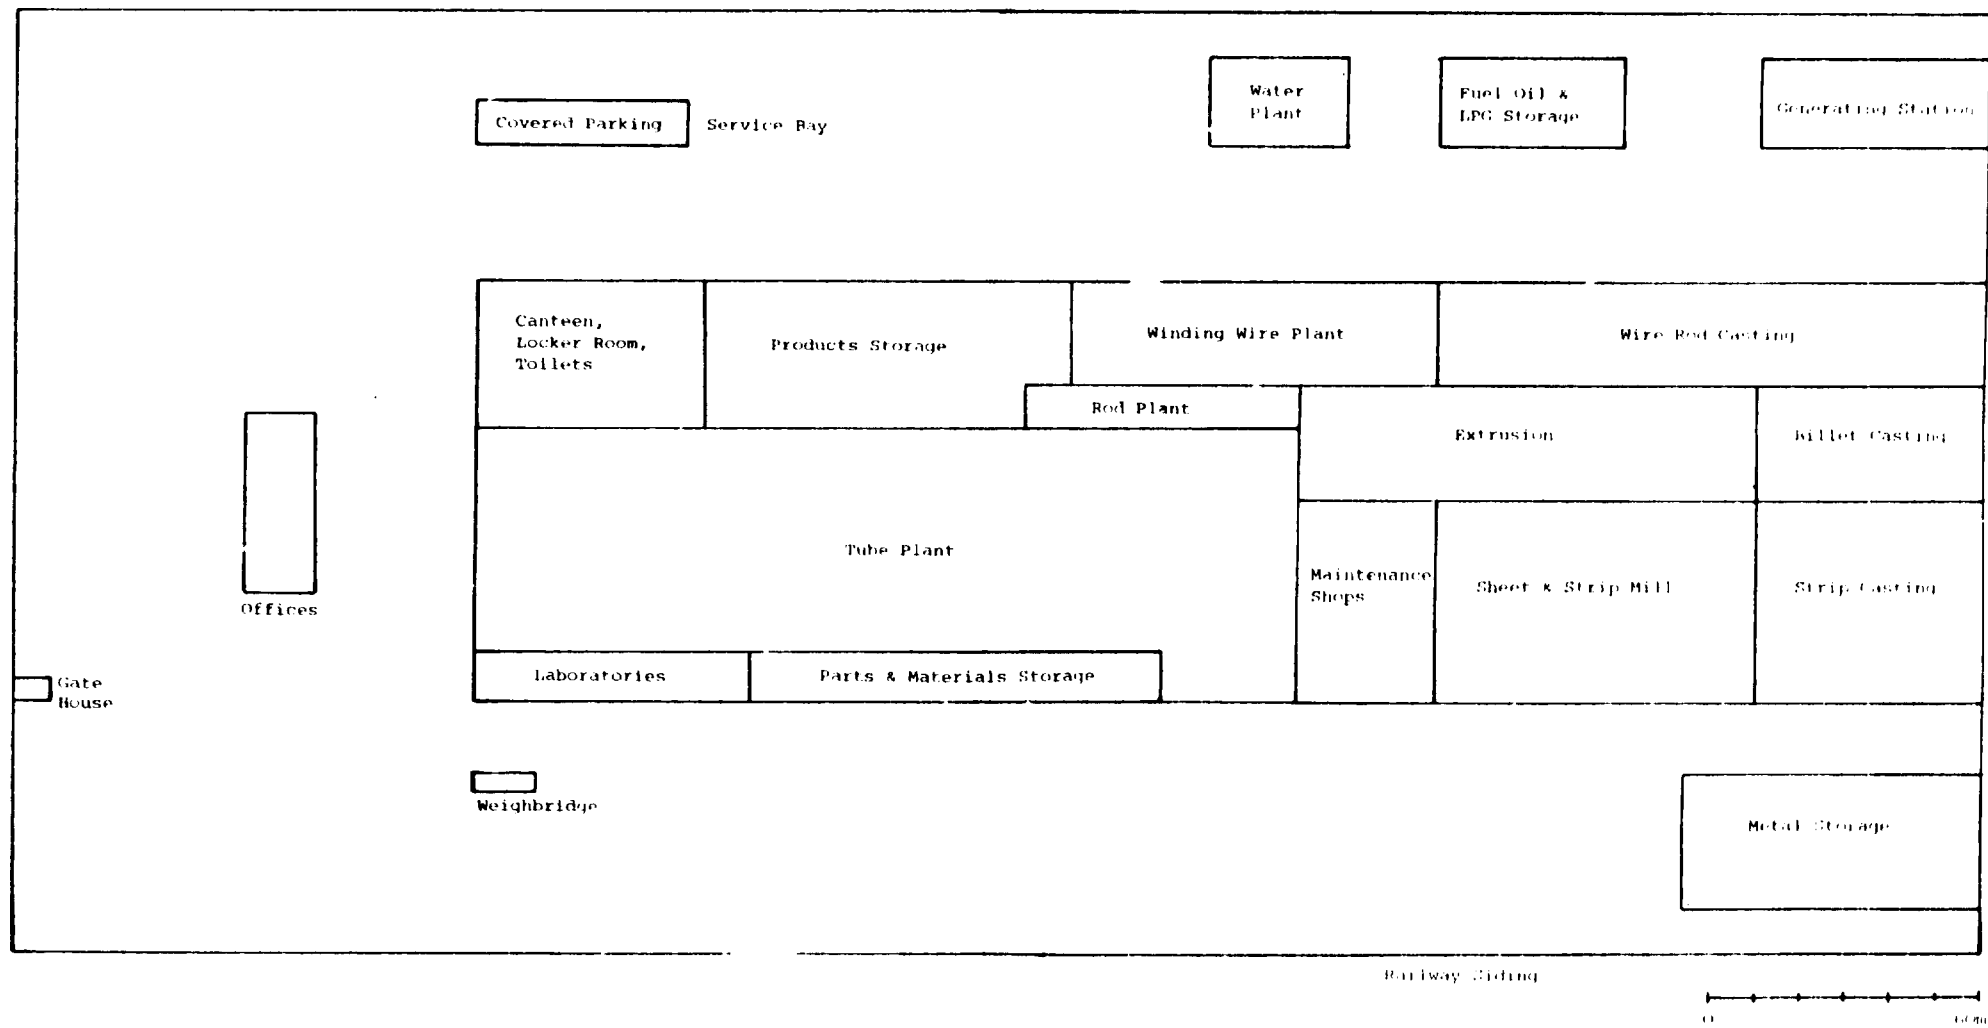 Water
Plant
Fuel Oil &
LPG Storage
Generating Station
Covered Parking
Service Bay
Canteen,
Locker Room,
Toilets
Products Storage
Winding Wire Plant
Wire Rod Casting
Rod Plant
Extrusion
Billet Casting
Tube Plant
Maintenance
Shops
Sheet & Strip Mill
Strip Casting
Offices
Laboratories
Parts & Materials Storage
Gate
House
Weighbridge
Metal Storage
Railway Siding
0 60m